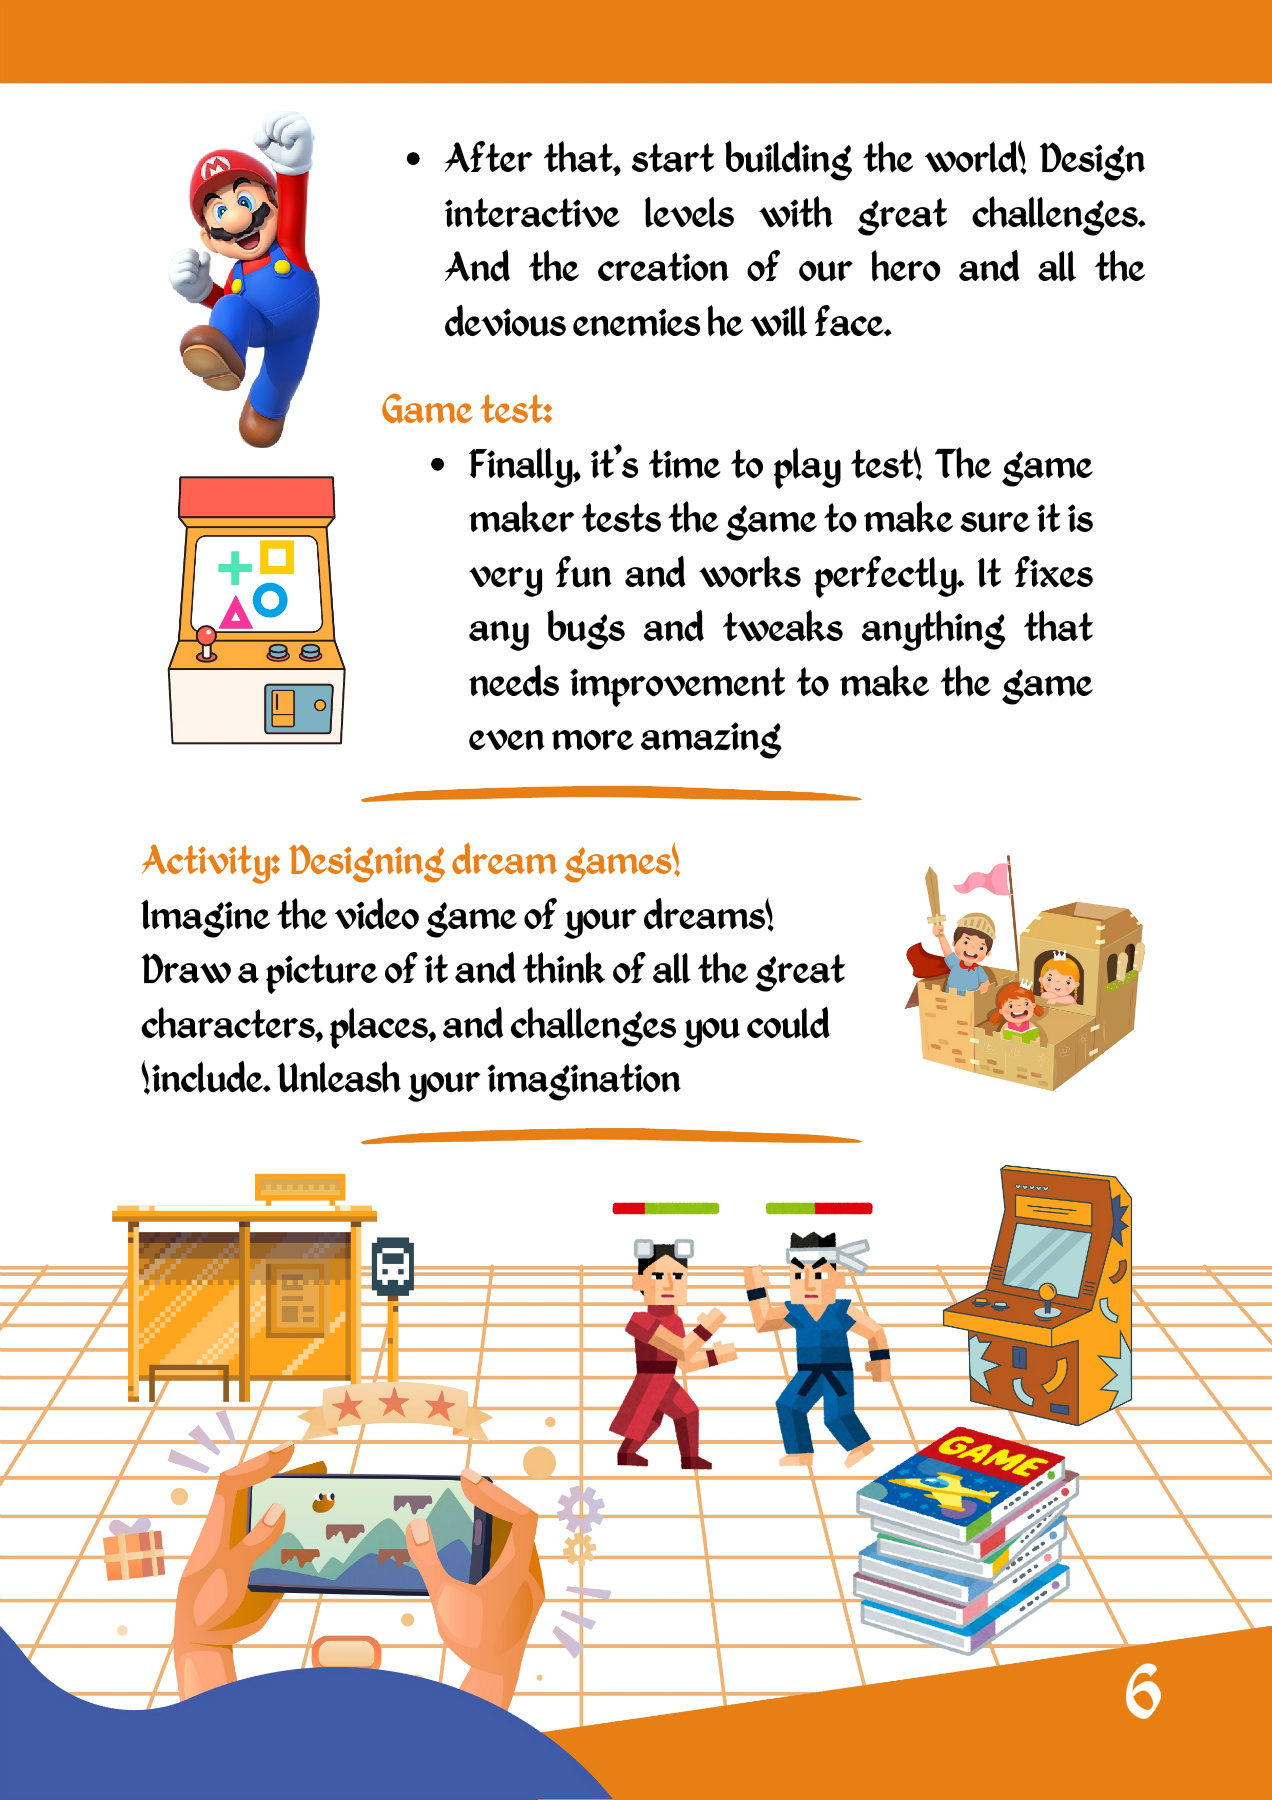 M
• After that, start building the world! Design
interactive levels with great challenges.
And the creation of our hero and all the
devious enemies he will face.
Game test:
• Finally, it's time to play test! The game
maker tests the game to make sure it is
very fun and works perfectly. It fixes
any bugs and tweaks anything that
needs improvement to make the game
even more amazing
Activity: Designing dream games!
Imagine the video game of your dreams!
Draw a picture of it and think of all the great
characters, places, and challenges you could
!include. Unleash your imagination
GAME
6